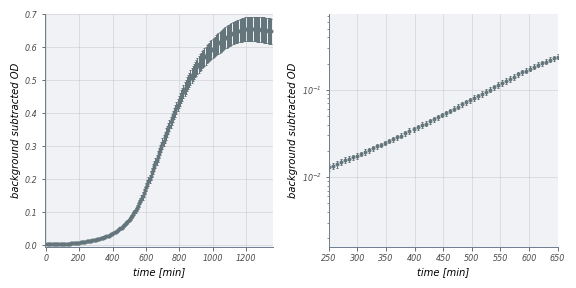 background subtracted OD
0.7
0.6
0.5
0.4
0.3
0.2
0.1
0.0
0 200 400 600 800 1000 1200
time [min]
background subtracted OD
10⁻¹
10⁻²
250 300 350 400 450 500 550 600 650
time [min]